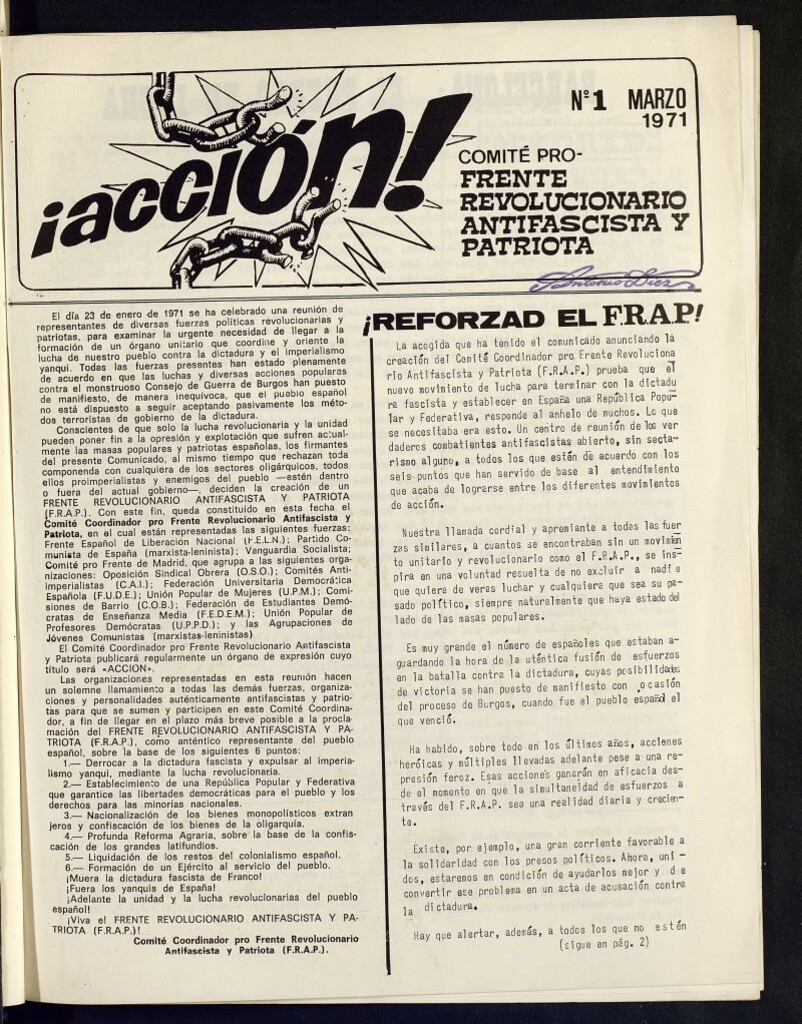 ¡acción!
Nº 1 MARZO
1971
COMITÉ PRO-
FRENTE
REVOLUCIONARIO
ANTIFASCISTA Y
PATRIOTA
El día 23 de enero de 1971 se ha celebrado una reunión de
representantes de diversas fuerzas políticas revolucionarias y
patriotas, para examinar la urgente necesidad de llegar a la
formación de un órgano unitario que coordine y oriente la
lucha de nuestro pueblo contra la dictadura y el imperialismo
yanqui. Todas las fuerzas presentes han estado plenamente
de acuerdo en que las luchas y diversas acciones populares
contra el monstruoso Consejo de Guerra de Burgos han puesto
de manifiesto, de manera inequívoca, que el pueblo español
no está dispuesto a seguir aceptando pasivamente los méto-
dos terroristas de gobierno de la dictadura.
Conscientes de que solo la lucha revolucionaria y la unidad
pueden poner fin a la opresión y explotación que sufren actual-
mente las masas populares y patriotas españolas, los firmantes
del presente Comunicado, al mismo tiempo que rechazan toda
componenda con cualquiera de los sectores oligárquicos, todos
ellos proimperialistas y enemigos del pueblo —estén dentro
o fuera del actual gobierno—, deciden la creación de un
FRENTE REVOLUCIONARIO ANTIFASCISTA Y PATRIOTA
(F.R.A.P.). Con este fin, queda constituido en esta fecha el
Comité Coordinador pro Frente Revolucionario Antifascista y
Patriota, en el cual están representadas las siguientes fuerzas:
Frente Español de Liberación Nacional (F.E.L.N.); Partido Co-
munista de España (marxista-leninista); Vanguardia Socialista;
Comité pro Frente de Madrid, que agrupa a las siguientes or-
ganizaciones: Oposición Sindical Obrera (O.S.O.); Comités Anti-
imperialistas (C.A.I.); Federación Universitaria Democrática
Española (F.U.D.E.); Unión Popular de Mujeres (U.P.M.); Comi-
siones de Barrio (C.O.B.); Federación de Estudiantes Demó-
cratas de Enseñanza Media (F.E.D.E.M.); Unión Popular de
Profesores Demócratas (U.P.P.D.); y las Agrupaciones de
Jóvenes Comunistas (marxistas-leninistas)
El Comité Coordinador pro Frente Revolucionario Antifascista
y Patriota publicará regularmente un órgano de expresión cuyo
título será «ACCION».
Las organizaciones representadas en esta reunión hacen
un solemne llamamiento a todas las demás fuerzas, organiza-
ciones y personalidades auténticamente antifascistas y patrio-
tas para que se sumen y participen en este Comité Coordina-
dor, a fin de llegar en el plazo más breve posible a la procla-
mación del FRENTE REVOLUCIONARIO ANTIFASCISTA Y PA-
TRIOTA (F.R.A.P.), como auténtico representante del pueblo
español, sobre la base de los siguientes 6 puntos:
1.— Derrocar a la dictadura fascista y expulsar al imperia-
lismo yanqui, mediante la lucha revolucionaria.
2.— Establecimiento de una República Popular y Federativa
que garantice las libertades democráticas para el pueblo y los
derechos para las minorías nacionales.
3.— Nacionalización de los bienes monopolísticos extran
jeros y confiscación de los bienes de la oligarquía.
4.— Profunda Reforma Agraria, sobre la base de la confis-
cación de los grandes latifundios.
5.— Liquidación de los restos del colonialismo español.
6.— Formación de un Ejército al servicio del pueblo.
¡Muera la dictadura fascista de Franco!
¡Fuera los yanquis de España!
¡Adelante la unidad y la lucha revolucionarias del pueblo
español!
¡Viva el FRENTE REVOLUCIONARIO ANTIFASCISTA Y PA-
TRIOTA (F.R.A.P.)!
Comité Coordinador pro Frente Revolucionario
Antifascista y Patriota (F.R.A.P.).
¡REFORZAD EL F.R.A.P.!
La acogida que ha tenido el comunicado anunciando la
creación del Comité Coordinador pro Frente Revoluciona
rio Antifascista y Patriota (F.R.A.P.) prueba que el
nuevo movimiento de lucha para terminar con la dictadu
ra fascista y establecer en España una República Popu-
lar y Federativa, responde al anhelo de muchos. Lo que
se necesitaba era esto. Un centro de reunión de los ver
daderos combatientes antifascistas abierto, sin secta-
rismo alguno, a todos los que estén de acuerdo con los
seis puntos que han servido de base al entendimiento
que acaba de lograrse entre los diferentes movimientos
de acción.
Nuestra llamada cordial y apremiante a todas las fuer
zas similares, a cuantos se encontraban sin un movimien
to unitario y revolucionario como el F.R.A.P., se ins-
pira en una voluntad resuelta de no excluir a nadie
que quiera de veras luchar y cualquiera que sea su pa-
sado político, siempre naturalmente que haya estado del
lado de las masas populares.
Es muy grande el número de españoles que estaban a-
guardando la hora de la uténtica fusión de esfuerzos
en la batalla contra la dictadura, cuyas posibilidades
de victoria se han puesto de manifiesto con ocasión
del proceso de Burgos, cuando fue el pueblo español el
que venció.
Ha habido, sobre todo en los últimos años, acciones
heróicas y múltiples llevadas adelante pese a una re-
presión feroz. Esas acciones ganarán en aficacia des-
de el momento en que la simultaneidad de esfuerzos a
través del F.R.A.P. sea una realidad diaria y crecien-
te.
Existe, por ejemplo, una gran corriente favorable a
la solidaridad con los presos políticos. Ahora, uni-
dos, estaremos en condición de ayudarlos mejor y de
convertir ese problema en un acta de acusación contra
la dictadura.
Hay que alertar, además, a todos los que no estén
(sigue en pág. 2)